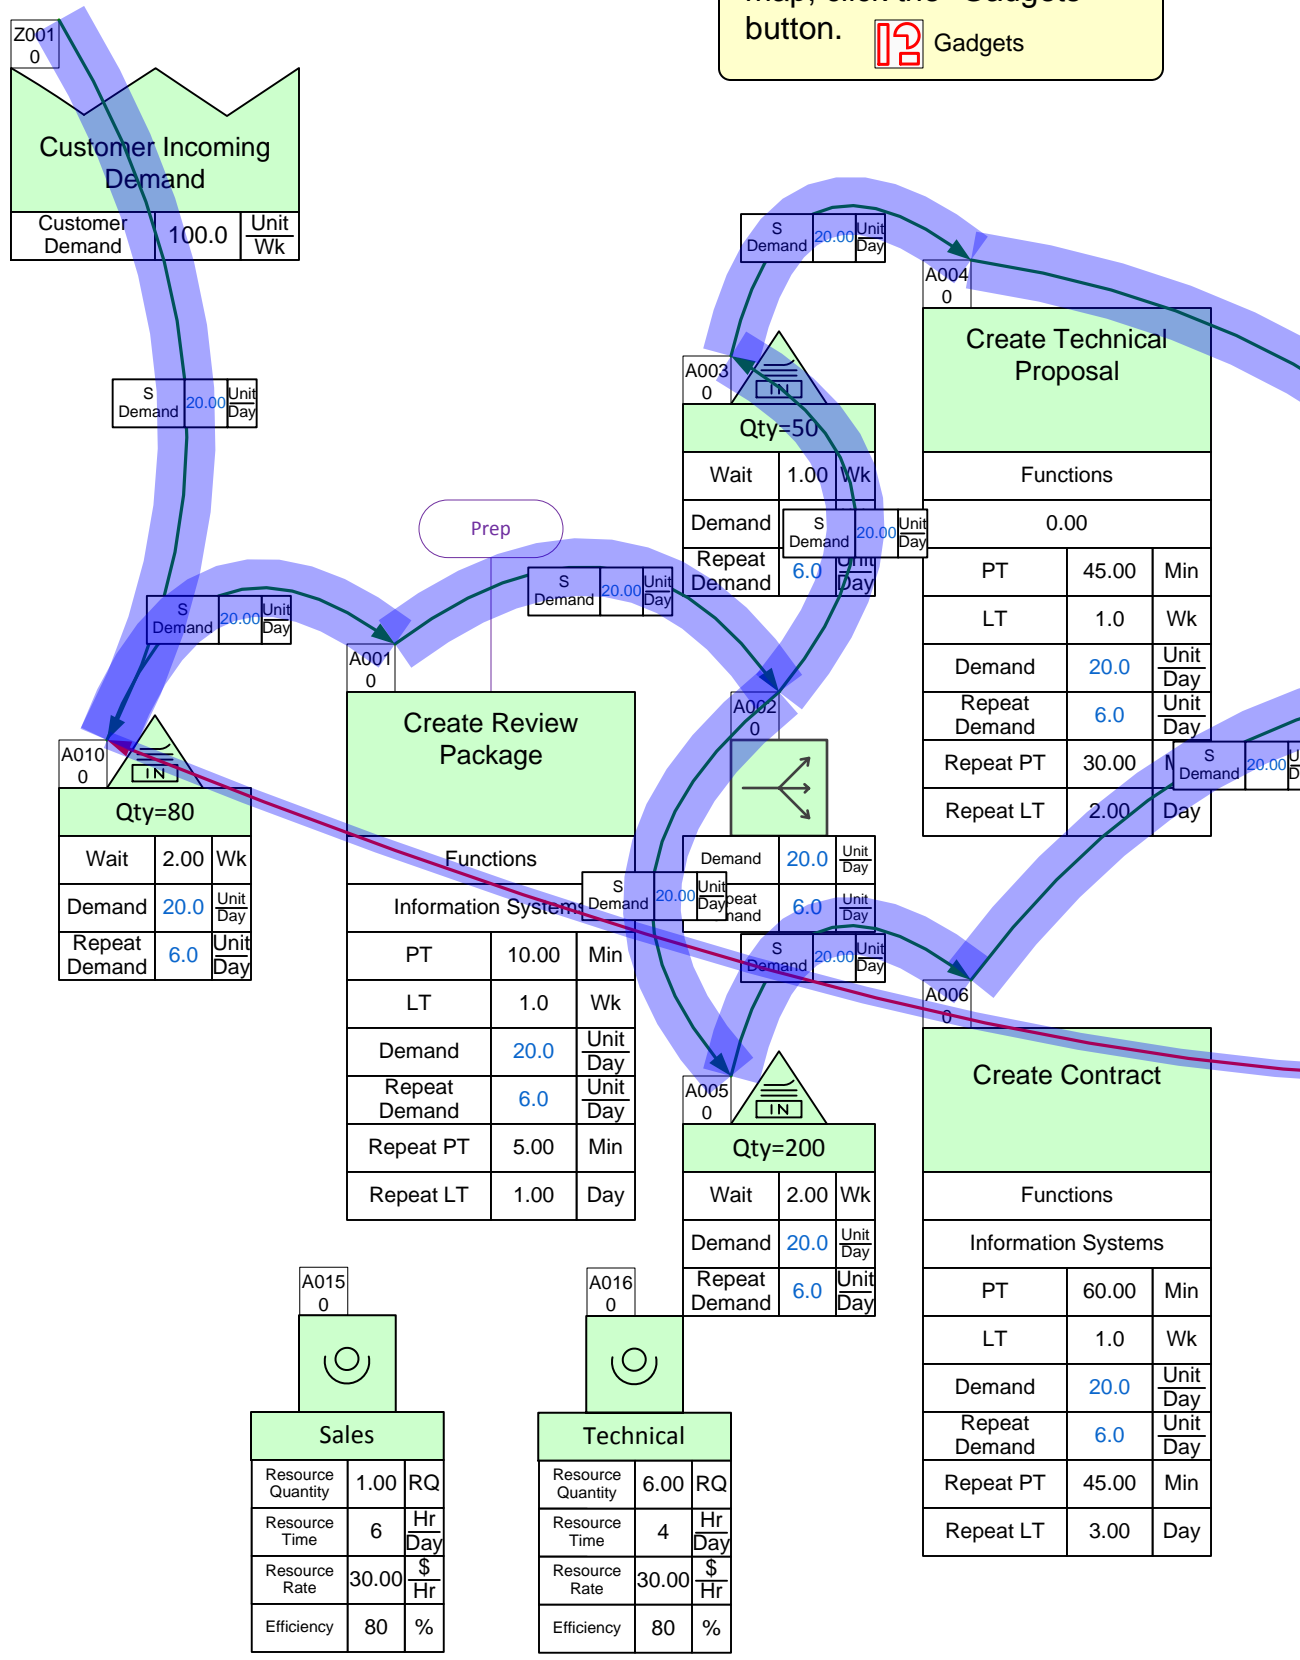 map, click the "Gadgets"
button.
Gadgets
Z001
0
Customer Incoming
Demand
Customer
Demand
100.0
Unit
Wk
S
Demand
20.00
Unit
Day
S
Demand
20.00
Unit
Day
A004
0
Create Technical
Proposal
Functions
0.00
PT
45.00
Min
LT
1.0
Wk
Demand
20.0
Unit
Day
Repeat
Demand
6.0
Unit
Day
Repeat PT
30.00
Repeat LT
2.00
Day
A003
0
IN
Qty=50
Wait
1.00
Wk
Demand
Repeat
Demand
6.0
Unit
Day
S
Demand
20.00
Unit
Day
Prep
S
Demand
20.00
Unit
Day
S
Demand
20.00
Unit
Day
A001
0
Create Review
Package
Functions
Information Systems
PT
10.00
Min
LT
1.0
Wk
Demand
20.0
Unit
Day
Repeat
Demand
6.0
Unit
Day
Repeat PT
5.00
Min
Repeat LT
1.00
Day
A010
0
IN
Qty=80
Wait
2.00
Wk
Demand
20.0
Unit
Day
Repeat
Demand
6.0
Unit
Day
A002
0
Demand
20.0
Unit
Day
6.0
Unit
Day
S
Demand
20.00
Unit
Day
S
Demand
20.00
Unit
Day
S
Demand
20.00
A005
0
IN
Qty=200
Wait
2.00
Wk
Demand
20.0
Unit
Day
Repeat
Demand
6.0
Unit
Day
A006
0
Create Contract
Functions
Information Systems
PT
60.00
Min
LT
1.0
Wk
Demand
20.0
Unit
Day
Repeat
Demand
6.0
Unit
Day
Repeat PT
45.00
Min
Repeat LT
3.00
Day
A015
0
Sales
Resource
Quantity
1.00
RQ
Resource
Time
6
Hr
Day
Resource
Rate
30.00
$
Hr
Efficiency
80
%
A016
0
Technical
Resource
Quantity
6.00
RQ
Resource
Time
4
Hr
Day
Resource
Rate
30.00
$
Hr
Efficiency
80
%